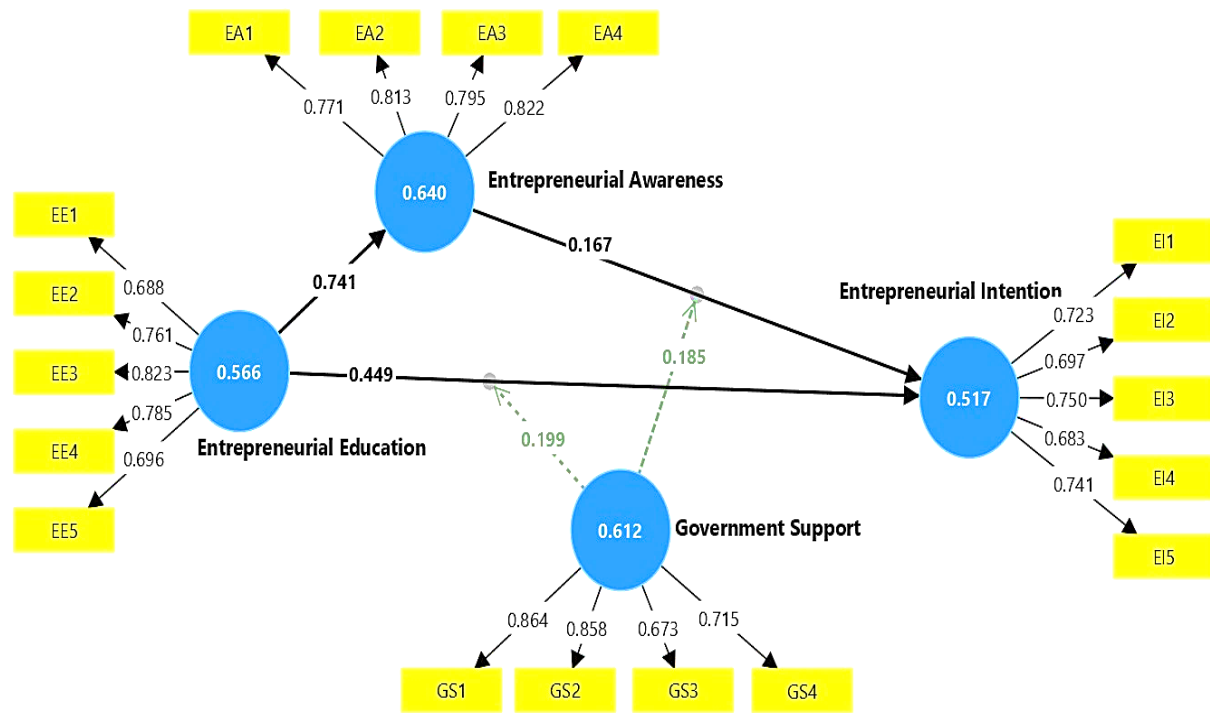 EA1
EA2
EA3
EA4
0.771
0.813
0.795
0.822
0.640
Entrepreneurial Awareness
EE1
EE2
EE3
EE4
EE5
0.688
0.761
0.823
0.785
0.696
0.566
Entrepreneurial Education
0.741
0.167
0.449
0.185
0.199
Entrepreneurial Intention
0.517
EI1
EI2
EI3
EI4
EI5
0.723
0.697
0.750
0.683
0.741
0.612
Government Support
0.864
0.858
0.673
0.715
GS1
GS2
GS3
GS4